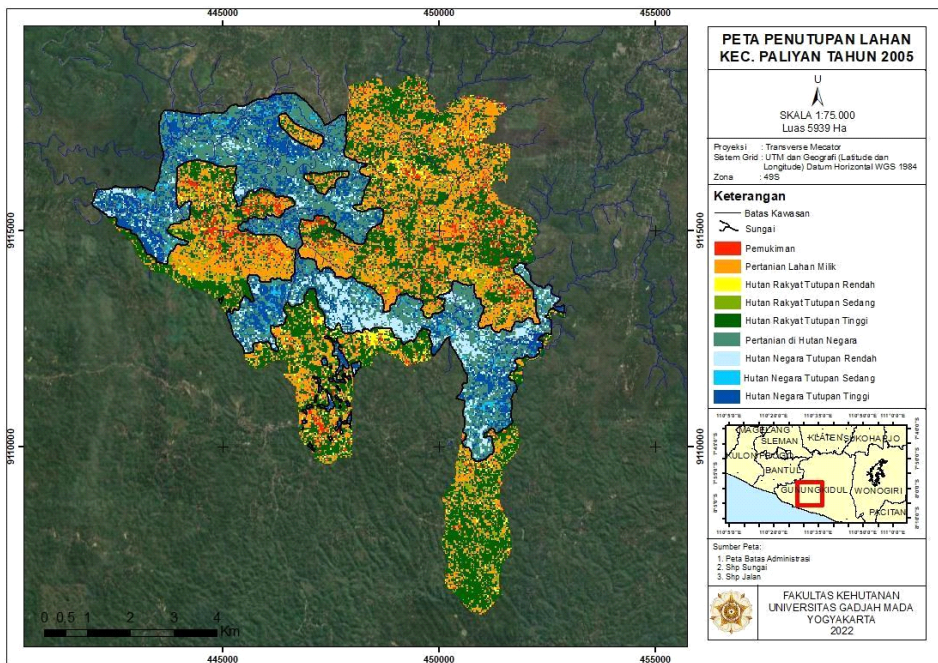 445000 450000 455000
PETA PENUTUPAN LAHAN
KEC. PALIYAN TAHUN 2005
U
SKALA 1:75.000
Luas 5939 Ha
Proyeksi : Transverse Mecator
Sistem Grid : UTM dan Geografi (Latitude dan
Longitude) Datum Horizontal WGS 1984
Zona : 49S
Keterangan
Batas Kawasan
Sungai
Pemukiman
Pertanian Lahan Milik
Hutan Rakyat Tutupan Rendah
Hutan Rakyat Tutupan Sedang
Hutan Rakyat Tutupan Tinggi
Pertanian di Hutan Negara
Hutan Negara Tutupan Rendah
Hutan Negara Tutupan Sedang
Hutan Negara Tutupan Tinggi
9115000 9115000
9110000 9110000
MAGELANG
SLEMAN KLATEN SUKOHARJO
BANTUL
GUNUNGKIDUL WONOGIRI
PACITAN
Sumber Peta:
1. Peta Batas Administrasi
2. Shp Sungai
3. Shp Jalan
FAKULTAS KEHUTANAN
UNIVERSITAS GADJAH MADA
YOGYAKARTA
2022
0 0.5 1 2 3 4
Km
445000 450000 455000